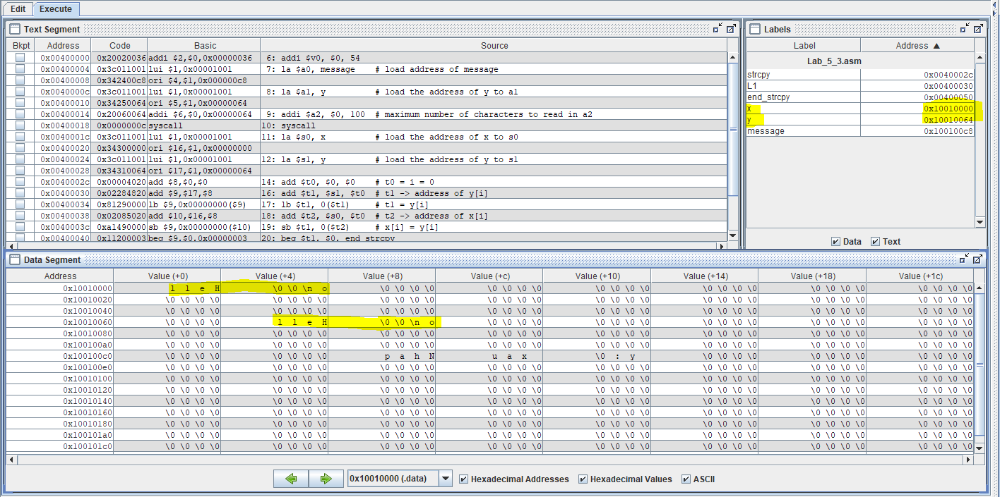 Edit Execute
Text Segment
Bkpt Address Code Basic Source
0x00400000 0x20020036 addi $2,$0,0x00000036 6: addi $v0, $0, 54
0x00400004 0x3c011001 lui $1,0x00001001 7: la $a0, message # load address of message
0x00400008 0x342400c8 ori $4,$1,0x000000c8
0x0040000c 0x3c011001 lui $1,0x00001001 8: la $a1, y # load the address of y to a1
0x00400010 0x34250064 ori $5,$1,0x00000064
0x00400014 0x20060064 addi $6,$0,0x00000064 9: addi $a2, $0, 100 # maximum number of characters to read in a2
0x00400018 0x0000000c syscall 10: syscall
0x0040001c 0x3c011001 lui $1,0x00001001 11: la $s0, x # load the address of x to s0
0x00400020 0x34300000 ori $16,$1,0x00000000
0x00400024 0x3c011001 lui $1,0x00001001 12: la $s1, y # load the address of y to s1
0x00400028 0x34310064 ori $17,$1,0x00000064
0x0040002c 0x00004020 add $8,$0,$0 14: add $t0, $0, $0 # t0 = i = 0
0x00400030 0x02284820 add $9,$17,$8 16: add $t1, $s1, $t0 # t1 -> address of y[i]
0x00400034 0x81290000 lb $9,0x00000000($9) 17: lb $t1, 0($t1) # t1 = y[i]
0x00400038 0x02085020 add $10,$16,$8 18: add $t2, $s0, $t0 # t2 -> address of x[i]
0x0040003c 0xa1490000 sb $9,0x00000000($10) 19: sb $t1, 0($t2) # x[i] = y[i]
0x00400040 0x11200003 beq $9,$0,0x00000003 20: beq $t1, $0, end_strcpy
Labels
Label Address ▲
Lab_5_3.asm
strcpy 0x0040002c
L1 0x00400030
end_strcpy 0x00400050
x 0x10010000
y 0x10010064
message 0x100100c8
Data Text
Data Segment
Address Value (+0) Value (+4) Value (+8) Value (+c) Value (+10) Value (+14) Value (+18) Value (+1c)
0x10010000 l l e H \0 \0 \n o \0 \0 \0 \0 \0 \0 \0 \0 \0 \0 \0 \0 \0 \0 \0 \0 \0 \0 \0 \0 \0 \0 \0 \0
0x10010020 \0 \0 \0 \0 \0 \0 \0 \0 \0 \0 \0 \0 \0 \0 \0 \0 \0 \0 \0 \0 \0 \0 \0 \0 \0 \0 \0 \0 \0 \0 \0 \0
0x10010040 \0 \0 \0 \0 \0 \0 \0 \0 \0 \0 \0 \0 \0 \0 \0 \0 \0 \0 \0 \0 \0 \0 \0 \0 \0 \0 \0 \0 \0 \0 \0 \0
0x10010060 \0 \0 \0 \0 l l e H \0 \0 \n o \0 \0 \0 \0 \0 \0 \0 \0 \0 \0 \0 \0 \0 \0 \0 \0 \0 \0 \0 \0
0x10010080 \0 \0 \0 \0 \0 \0 \0 \0 \0 \0 \0 \0 \0 \0 \0 \0 \0 \0 \0 \0 \0 \0 \0 \0 \0 \0 \0 \0 \0 \0 \0 \0
0x100100a0 \0 \0 \0 \0 \0 \0 \0 \0 \0 \0 \0 \0 \0 \0 \0 \0 \0 \0 \0 \0 \0 \0 \0 \0 \0 \0 \0 \0 \0 \0 \0 \0
0x100100c0 \0 \0 \0 \0 \0 \0 \0 \0 p a h N u a x \0 : y \0 \0 \0 \0 \0 \0 \0 \0 \0 \0 \0 \0
0x100100e0 \0 \0 \0 \0 \0 \0 \0 \0 \0 \0 \0 \0 \0 \0 \0 \0 \0 \0 \0 \0 \0 \0 \0 \0 \0 \0 \0 \0 \0 \0 \0 \0
0x10010100 \0 \0 \0 \0 \0 \0 \0 \0 \0 \0 \0 \0 \0 \0 \0 \0 \0 \0 \0 \0 \0 \0 \0 \0 \0 \0 \0 \0 \0 \0 \0 \0
0x10010120 \0 \0 \0 \0 \0 \0 \0 \0 \0 \0 \0 \0 \0 \0 \0 \0 \0 \0 \0 \0 \0 \0 \0 \0 \0 \0 \0 \0 \0 \0 \0 \0
0x10010140 \0 \0 \0 \0 \0 \0 \0 \0 \0 \0 \0 \0 \0 \0 \0 \0 \0 \0 \0 \0 \0 \0 \0 \0 \0 \0 \0 \0 \0 \0 \0 \0
0x10010160 \0 \0 \0 \0 \0 \0 \0 \0 \0 \0 \0 \0 \0 \0 \0 \0 \0 \0 \0 \0 \0 \0 \0 \0 \0 \0 \0 \0 \0 \0 \0 \0
0x10010180 \0 \0 \0 \0 \0 \0 \0 \0 \0 \0 \0 \0 \0 \0 \0 \0 \0 \0 \0 \0 \0 \0 \0 \0 \0 \0 \0 \0 \0 \0 \0 \0
0x100101a0 \0 \0 \0 \0 \0 \0 \0 \0 \0 \0 \0 \0 \0 \0 \0 \0 \0 \0 \0 \0 \0 \0 \0 \0 \0 \0 \0 \0 \0 \0 \0 \0
0x100101c0 \0 \0 \0 \0 \0 \0 \0 \0 \0 \0 \0 \0 \0 \0 \0 \0 \0 \0 \0 \0 \0 \0 \0 \0 \0 \0 \0 \0 \0 \0 \0 \0
0x10010000 (.data) Hexadecimal Addresses Hexadecimal Values ASCII